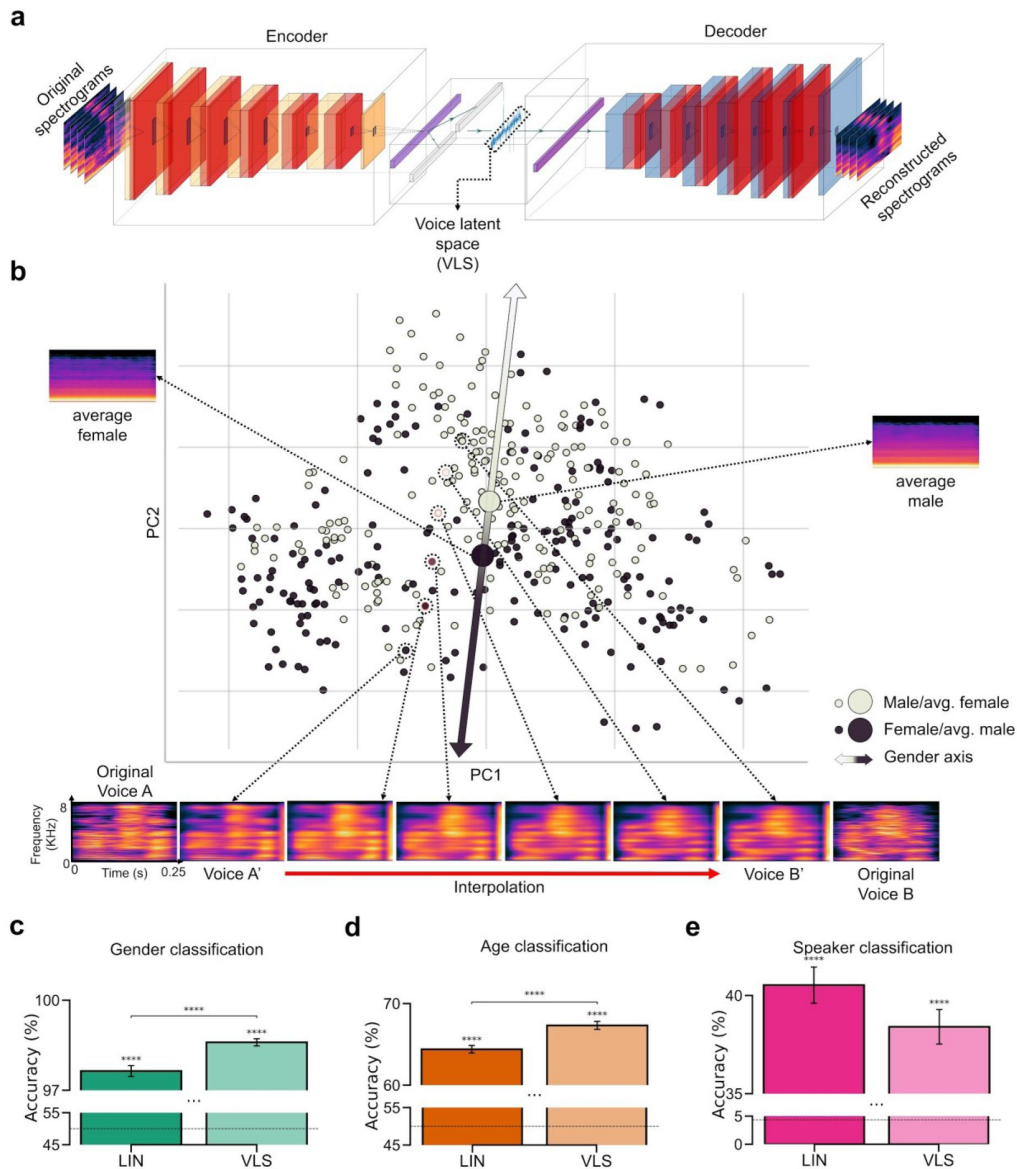 a
Encoder
Decoder
Original
spectrograms
Reconstructed
spectrograms
Voice latent
space
(VLS)
b
average
female
average
male
PC2
Male/avg. female
Female/avg. male
Gender axis
PC1
Original
Voice A
8
Frequency
(KHz)
0
0
Time (s)
0.25
Voice A'
Interpolation
Voice B'
Original
Voice B
c
Gender classification
Accuracy (%)
100
97
55
45
****
****
****
...
LIN
VLS
d
Age classification
Accuracy (%)
70
60
55
45
****
****
****
...
LIN
VLS
e
Speaker classification
Accuracy (%)
40
35
5
0
****
****
...
LIN
VLS